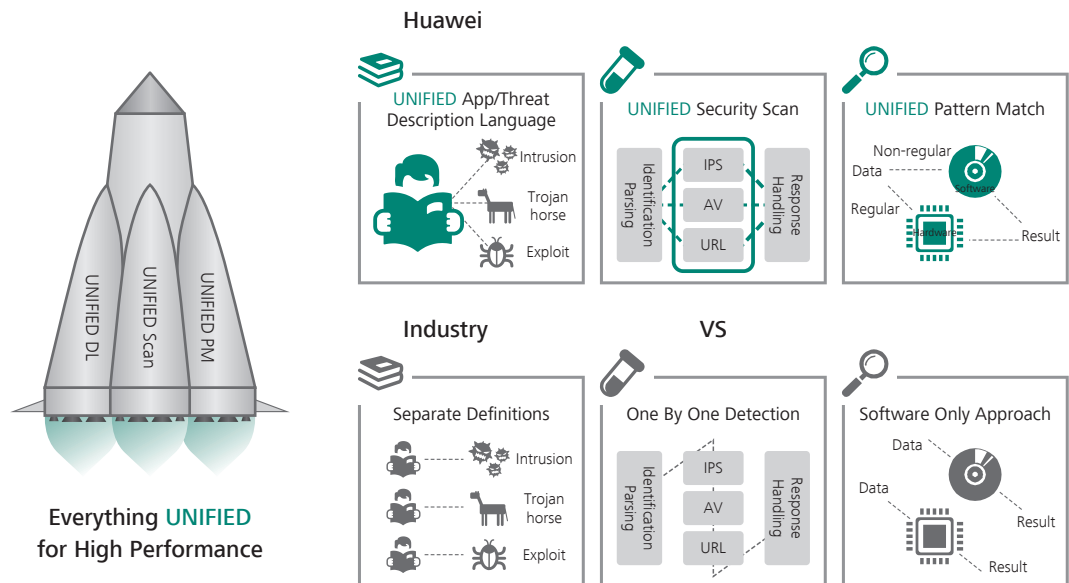 Huawei
UNIFIED App/Threat
Description Language
Intrusion
Trojan
horse
Exploit
UNIFIED Security Scan
Identification
Parsing
IPS
AV
URL
Response
Handling
UNIFIED Pattern Match
Non-regular
Data
Software
Regular
Hardware
Result
UNIFIED DL
UNIFIED Scan
UNIFIED PM
Everything UNIFIED
for High Performance
Industry
VS
Separate Definitions
Intrusion
Trojan
horse
Exploit
One By One Detection
Identification
Parsing
IPS
AV
URL
Response
Handling
Software Only Approach
Data
Data
Result
Result